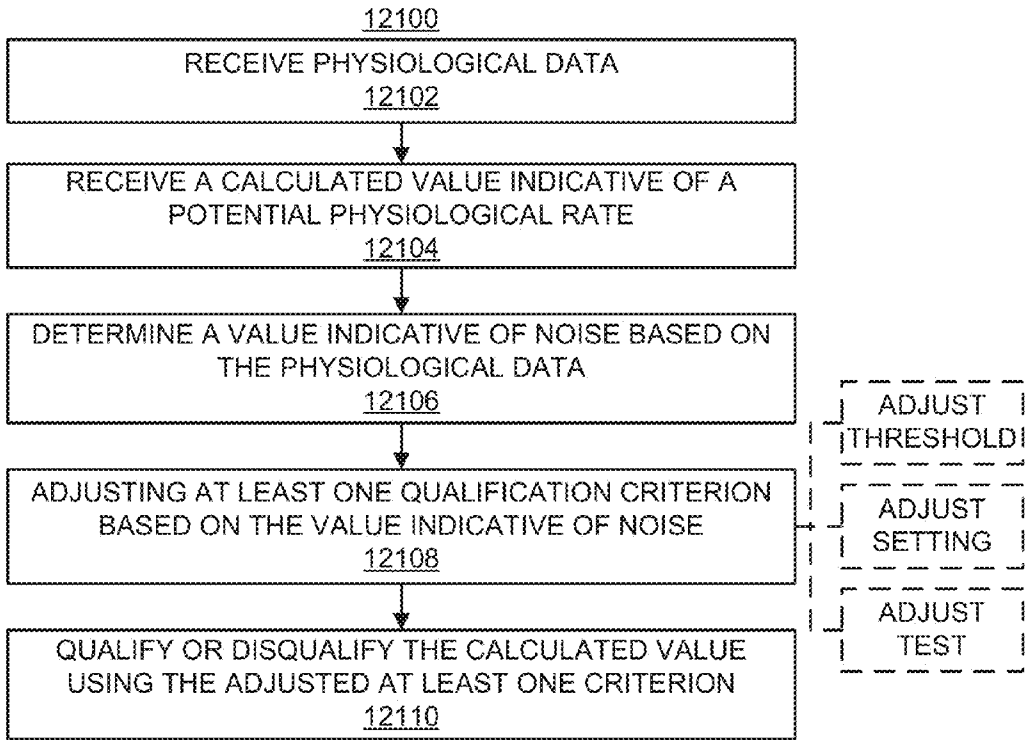 12100
RECEIVE PHYSIOLOGICAL DATA
12102
RECEIVE A CALCULATED VALUE INDICATIVE OF A
POTENTIAL PHYSIOLOGICAL RATE
12104
DETERMINE A VALUE INDICATIVE OF NOISE BASED ON
THE PHYSIOLOGICAL DATA
12106
ADJUSTING AT LEAST ONE QUALIFICATION CRITERION
BASED ON THE VALUE INDICATIVE OF NOISE
12108
ADJUST
THRESHOLD
ADJUST
SETTING
ADJUST
TEST
QUALIFY OR DISQUALIFY THE CALCULATED VALUE
USING THE ADJUSTED AT LEAST ONE CRITERION
12110